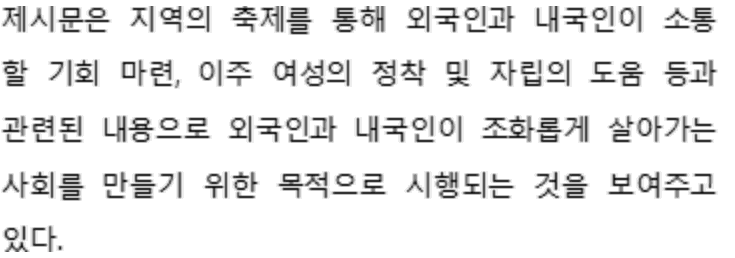 제시문은 지역의 축제를 통해 외국인과 내국인이 소통
할 기회 마련, 이주 여성의 정착 및 자립의 도움 등과
관련된 내용으로 외국인과 내국인이 조화롭게 살아가는
사회를 만들기 위한 목적으로 시행되는 것을 보여주고
있다.